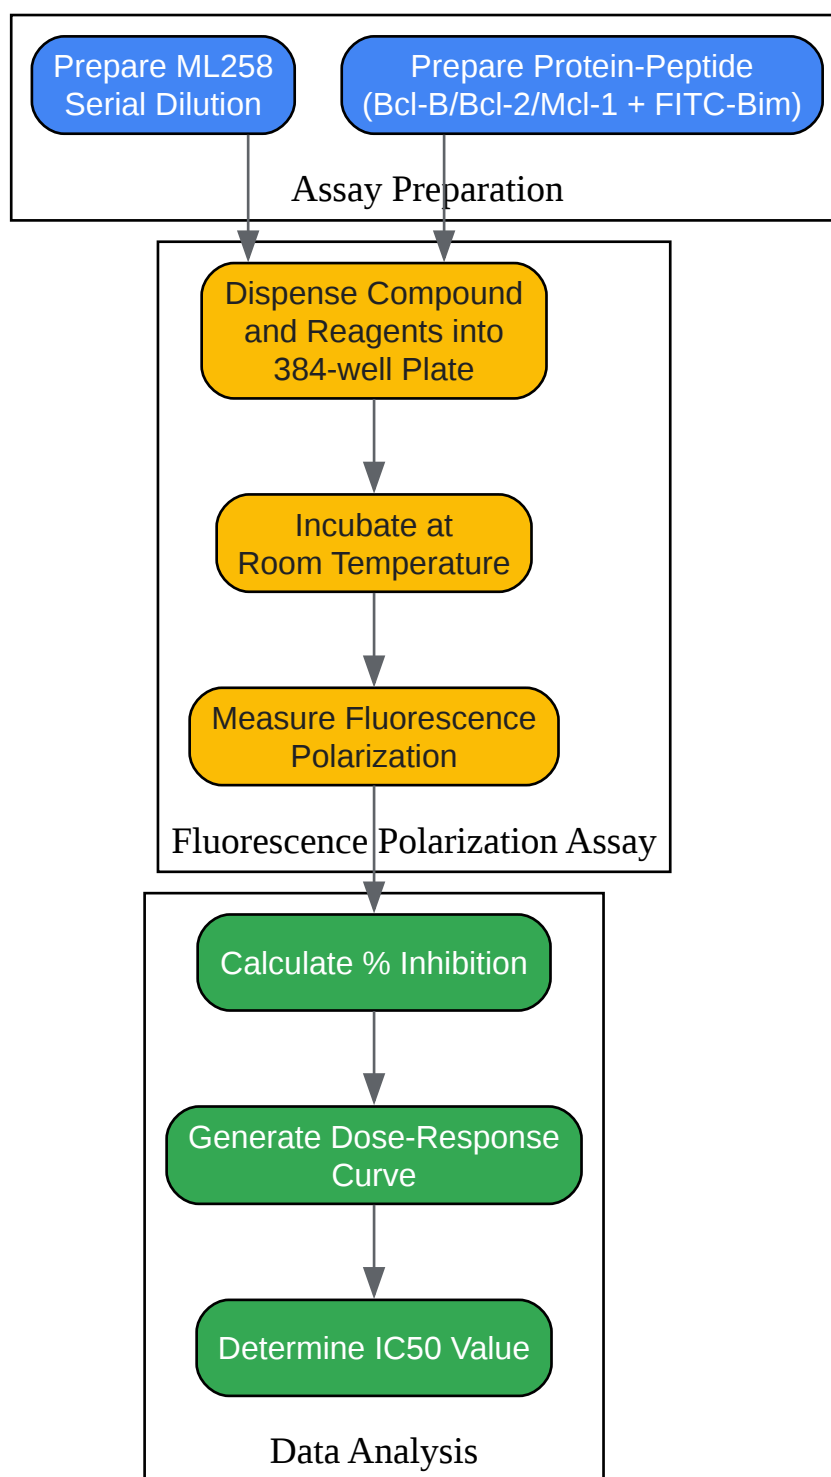 Prepare ML258
Serial Dilution
Prepare Protein-Peptide
(Bcl-B/Bcl-2/Mcl-1 + FITC-Bim)
Assay Preparation
Dispense Compound
and Reagents into
384-well Plate
Incubate at
Room Temperature
Measure Fluorescence
Polarization
Fluorescence Polarization Assay
Calculate % Inhibition
Generate Dose-Response
Curve
Determine IC50 Value
Data Analysis